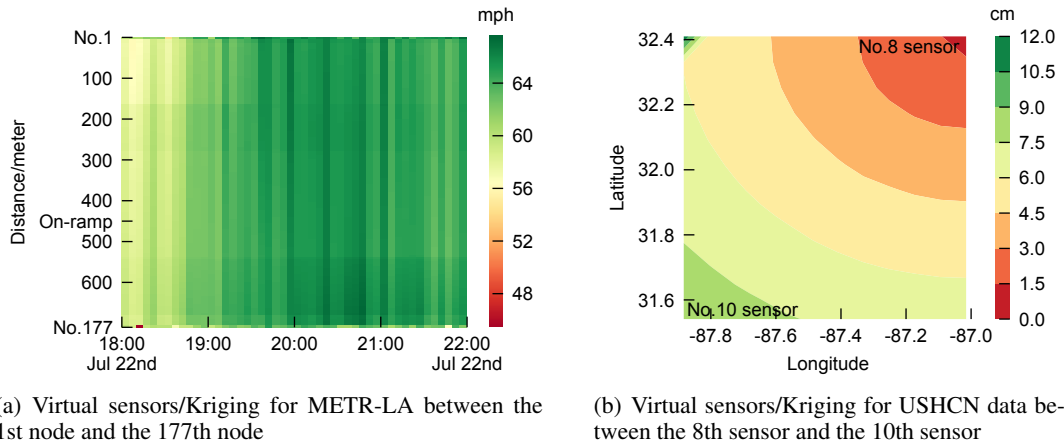 mph
No.1
100
200
300
400
On-ramp
500
600
No.177
Distance/meter
64
60
56
52
48
18:00
19:00
20:00
21:00
22:00
Jul 22nd
Jul 22nd
(a) Virtual sensors/Kriging for METR-LA between the
1st node and the 177th node
cm
32.4
32.2
32.0
31.8
31.6
Latitude
No.8 sensor
No.10 sensor
12.0
10.5
9.0
7.5
6.0
4.5
3.0
1.5
0.0
-87.8
-87.6
-87.4
-87.2
-87.0
Longitude
(b) Virtual sensors/Kriging for USHCN data be-
tween the 8th sensor and the 10th sensor